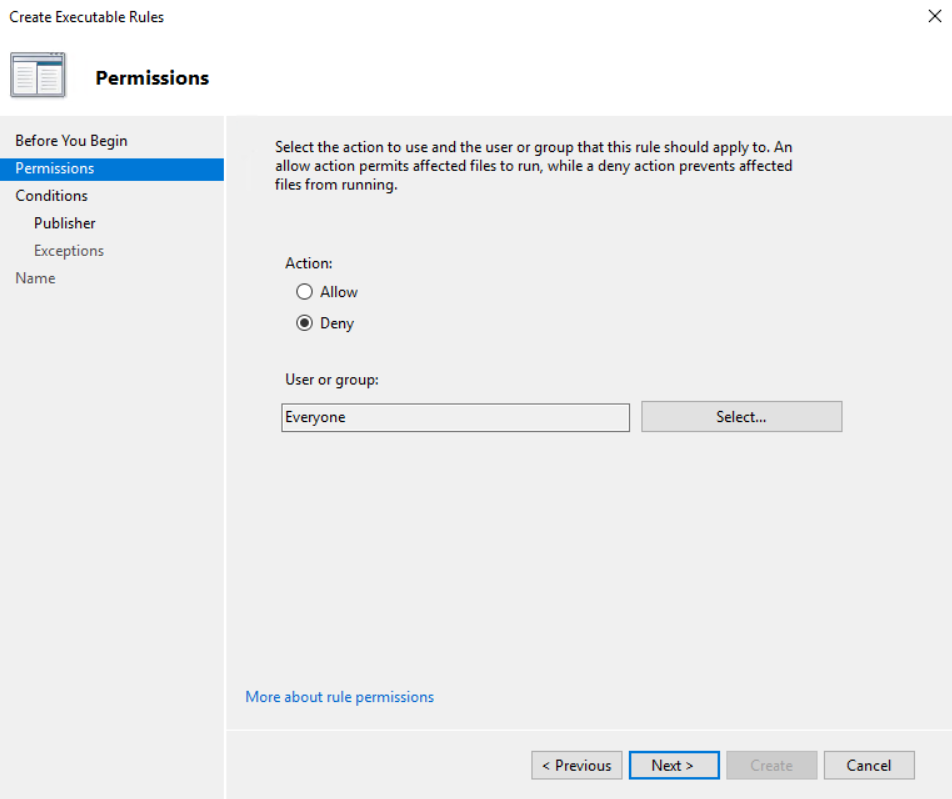 Create Executable Rules
Permissions
Before You Begin
Permissions
Conditions
Publisher
Exceptions
Name
Select the action to use and the user or group that this rule should apply to. An
allow action permits affected files to run, while a deny action prevents affected
files from running.
Action:
Allow
Deny
User or group:
Everyone
Select...
More about rule permissions
< Previous
Next >
Create
Cancel